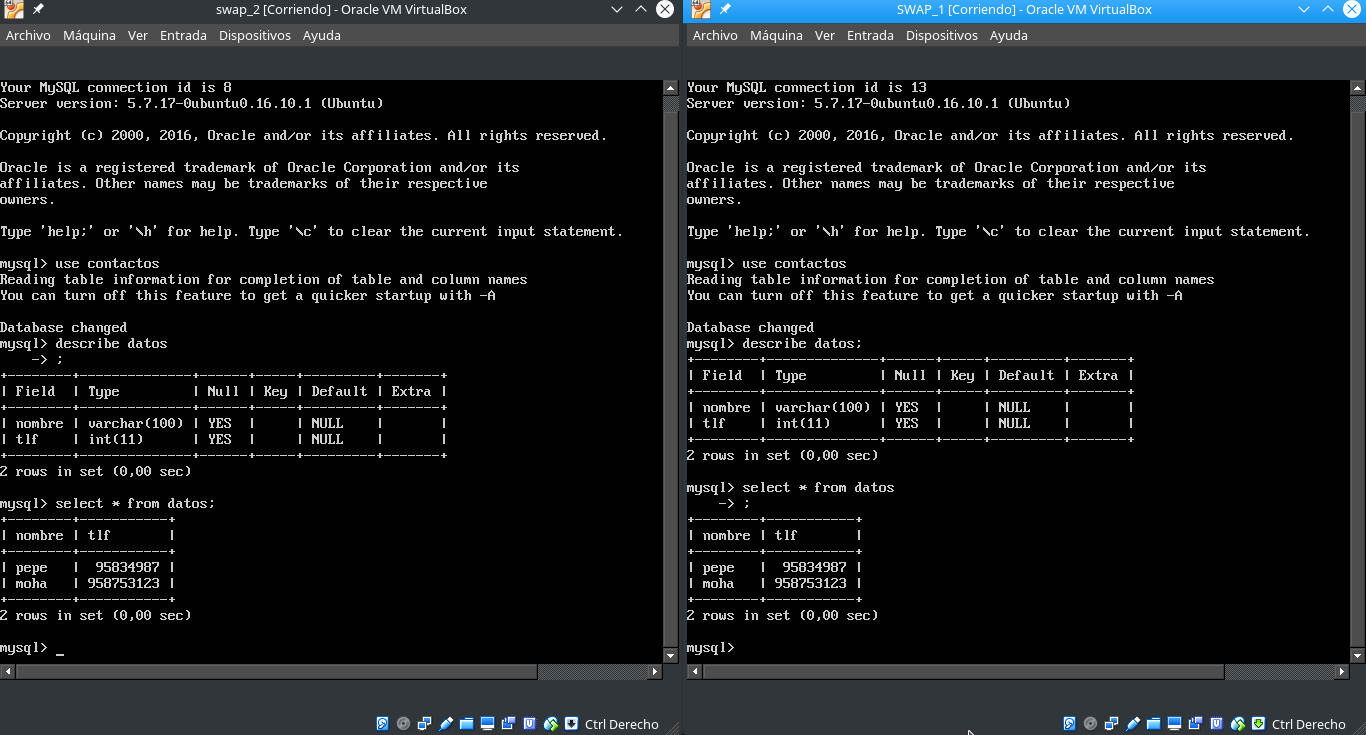 swap_2 [Corriendo] - Oracle VM VirtualBox
Archivo Máquina Ver Entrada Dispositivos Ayuda
Your MySQL connection id is 8
Server version: 5.7.17-0ubuntu0.16.10.1 (Ubuntu)
Copyright (c) 2000, 2016, Oracle and/or its affiliates. All rights reserved.
Oracle is a registered trademark of Oracle Corporation and/or its
affiliates. Other names may be trademarks of their respective
owners.
Type 'help;' or '\h' for help. Type '\c' to clear the current input statement.
mysql> use contactos
Reading table information for completion of table and column names
You can turn off this feature to get a quicker startup with -A
Database changed
mysql> describe datos
    -> ;
+--------+--------------+------+-----+---------+-------+
| Field  | Type         | Null | Key | Default | Extra |
+--------+--------------+------+-----+---------+-------+
| nombre | varchar(100) | YES  |     | NULL    |       |
| tlf    | int(11)      | YES  |     | NULL    |       |
+--------+--------------+------+-----+---------+-------+
2 rows in set (0,00 sec)
mysql> select * from datos;
+--------+-----------+
| nombre | tlf       |
+--------+-----------+
| pepe   |  95834987 |
| moha   | 958753123 |
+--------+-----------+
2 rows in set (0,00 sec)
mysql> _
Ctrl Derecho
SWAP_1 [Corriendo] - Oracle VM VirtualBox
Archivo Máquina Ver Entrada Dispositivos Ayuda
Your MySQL connection id is 13
Server version: 5.7.17-0ubuntu0.16.10.1 (Ubuntu)
Copyright (c) 2000, 2016, Oracle and/or its affiliates. All rights reserved.
Oracle is a registered trademark of Oracle Corporation and/or its
affiliates. Other names may be trademarks of their respective
owners.
Type 'help;' or '\h' for help. Type '\c' to clear the current input statement.
mysql> use contactos
Reading table information for completion of table and column names
You can turn off this feature to get a quicker startup with -A
Database changed
mysql> describe datos;
+--------+--------------+------+-----+---------+-------+
| Field  | Type         | Null | Key | Default | Extra |
+--------+--------------+------+-----+---------+-------+
| nombre | varchar(100) | YES  |     | NULL    |       |
| tlf    | int(11)      | YES  |     | NULL    |       |
+--------+--------------+------+-----+---------+-------+
2 rows in set (0,00 sec)
mysql> select * from datos
    -> ;
+--------+-----------+
| nombre | tlf       |
+--------+-----------+
| pepe   |  95834987 |
| moha   | 958753123 |
+--------+-----------+
2 rows in set (0,00 sec)
mysql>
Ctrl Derecho